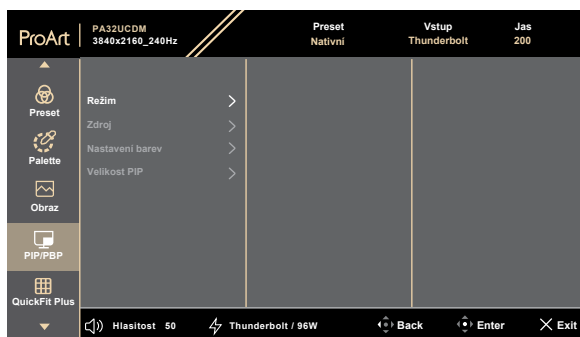 ProArt
PA32UCDM
3840x2160_240Hz
Preset
Nativní
Vstup
Thunderbolt
Jas
200
Preset
Palette
Obraz
PIP/PBP
QuickFit Plus
Režim
Zdroj
Nastavení barev
Velikost PIP
Hlasitost 50
Thunderbolt / 96W
Back
Enter
Exit